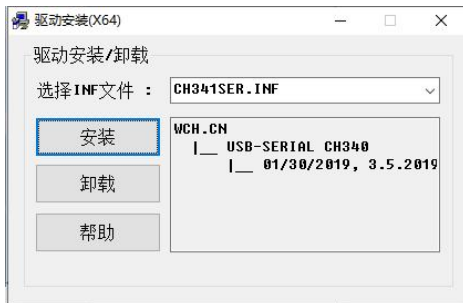 驱动安装(X64)
驱动安装/卸载
选择INF文件 :
CH341SER.INF
安装
WCH.CN
|__ USB-SERIAL CH340
|__ 01/30/2019, 3.5.2019
卸载
帮助